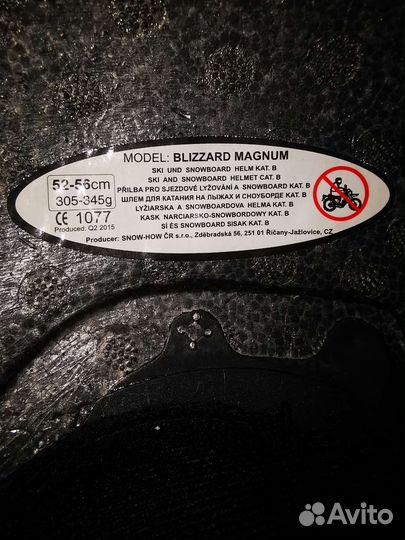 MODEL: BLIZZARD MAGNUM
SKI UND SNOWBOARD HELM KAT. B
SKI AND SNOWBOARD HELMET CAT. B
PŘILBA PRO SJEZDOVÉ LYŽOVÁNÍ A SNOWBOARD KAT. B
ШЛЕМ ДЛЯ КАТАНИЯ НА ЛЫЖАХ И СНОУБОРДЕ КАТ. B
LYŽIARSKA A SNOWBOARDOVA HELMA KAT. B
KASK NARCIARSKO-SNOWBORDOWY KAT. B
SÍ ÉS SNOWBOARD SISAK KAT. B
52-56cm
305-345g
CE 1077
Produced: Q2 2015
Producer: SNOW-HOW ČR s.r.o., Zděbradská 56, 251 01 Říčany-Jažlovice, CZ
Avito